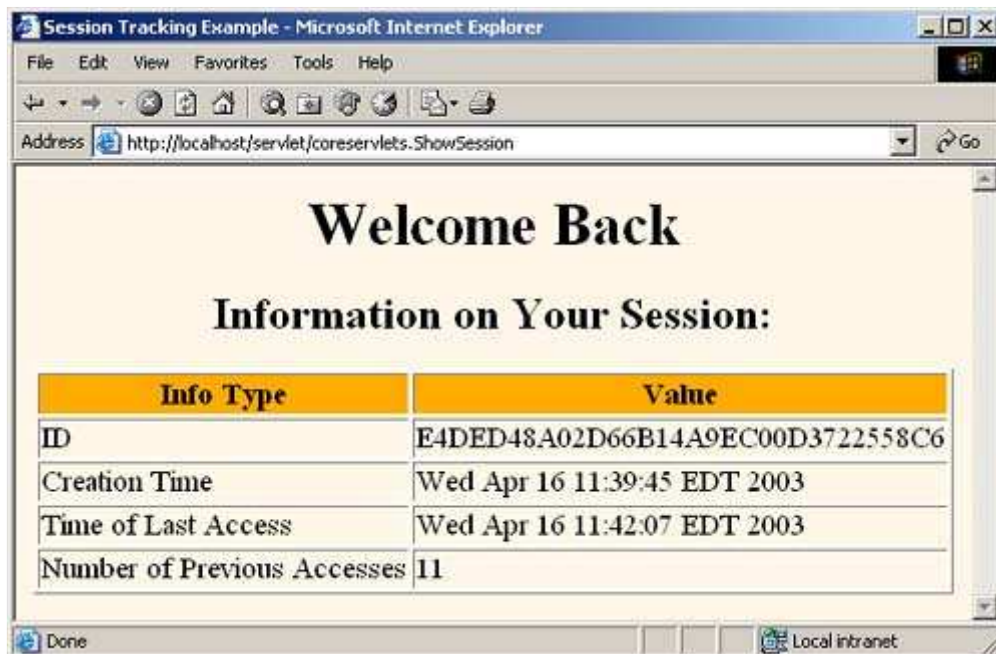 Session Tracking Example - Microsoft Internet Explorer
File Edit View Favorites Tools Help
Address http://localhost/servlet/coreservlets.ShowSession Go
Welcome Back
Information on Your Session:
Info Type Value
ID E4DED48A02D66B14A9EC00D3722558C6
Creation Time Wed Apr 16 11:39:45 EDT 2003
Time of Last Access Wed Apr 16 11:42:07 EDT 2003
Number of Previous Accesses 11
Done Local intranet